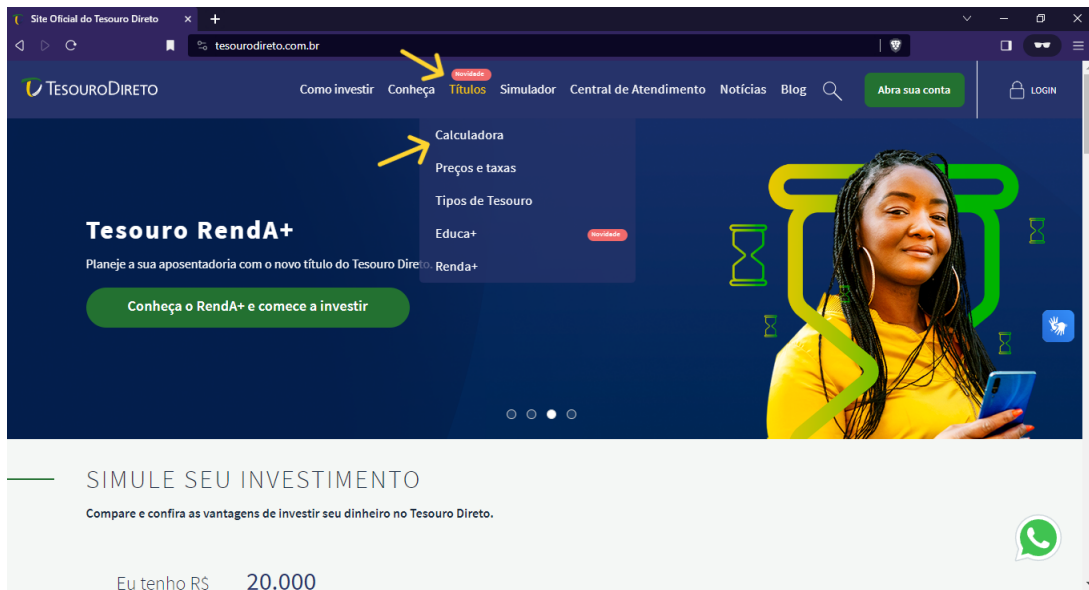 Site Oficial do Tesouro Direto
tesourodireto.com.br
TESOURODIRETO
Como investir Conheça Títulos Simulador Central de Atendimento Notícias Blog Abra sua conta LOGIN
Novidade
Calculadora
Preços e taxas
Tipos de Tesouro
Educa+ Novidade
Renda+
Tesouro RendA+
Planeje a sua aposentadoria com o novo título do Tesouro Direto.
Conheça o RendA+ e comece a investir
SIMULE SEU INVESTIMENTO
Compare e confira as vantagens de investir seu dinheiro no Tesouro Direto.
Eu tenho R$ 20.000